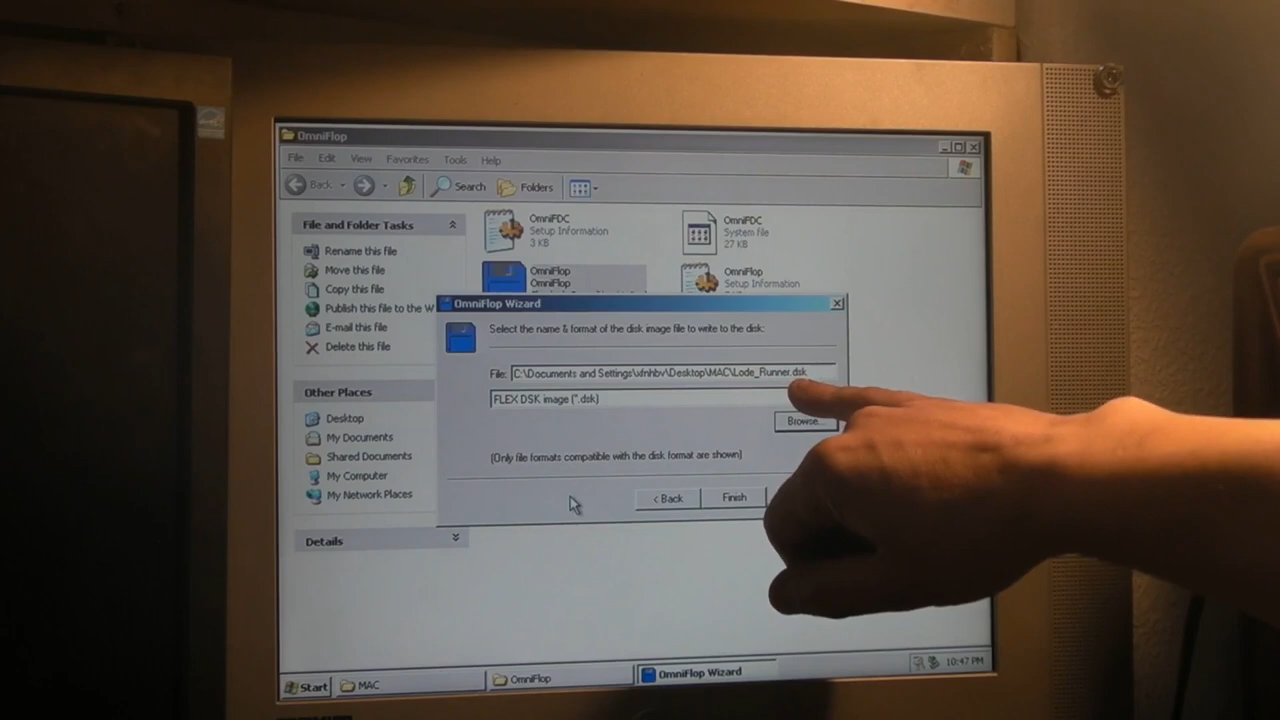 OmniFlop
File Edit View Favorites Tools Help
Back Search Folders
File and Folder Tasks
Rename this file
Move this file
Copy this file
Publish this file to the W
E-mail this file
Delete this file
Other Places
Desktop
My Documents
Shared Documents
My Computer
My Network Places
Details
OmniFDC
Setup Information
3 KB
OmniFDC
System file
27 KB
OmniFlop
OmniFlop
OmniFlop
Setup Information
OmniFlop Wizard
Select the name & format of the disk image file to write to the disk:
File: C:\Documents and Settings\vfnhbv\Desktop\MAC\Lode_Runner.dsk
FLEX DSK image (*.dsk)
Browse...
(Only file formats compatible with the disk format are shown)
< Back Finish
Start MAC OmniFlop OmniFlop Wizard 10:47 PM